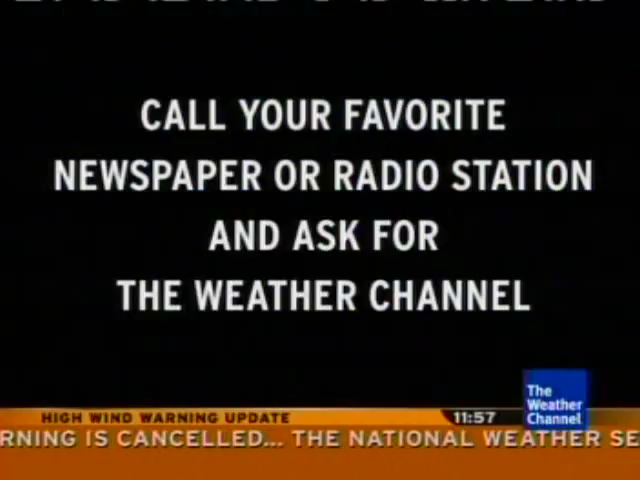 CALL YOUR FAVORITE
NEWSPAPER OR RADIO STATION
AND ASK FOR
THE WEATHER CHANNEL
The
Weather
Channel
HIGH WIND WARNING UPDATE 11:57
RNING IS CANCELLED... THE NATIONAL WEATHER SE